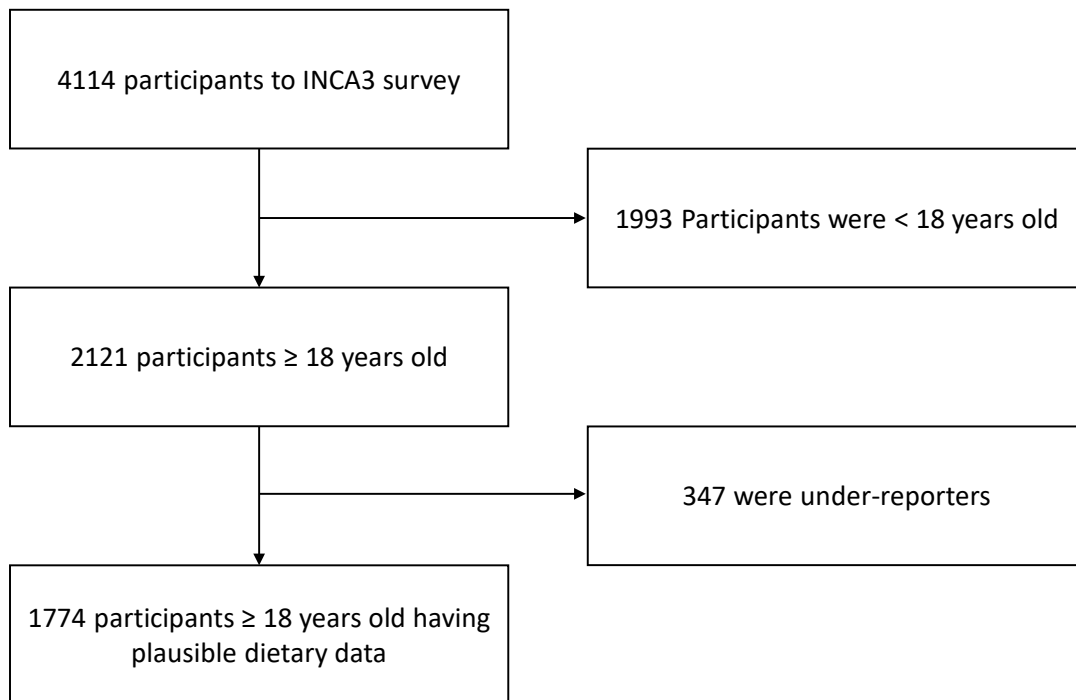 4114 participants to INCA3 survey
1993 Participants were < 18 years old
2121 participants ≥ 18 years old
347 were under-reporters
1774 participants ≥ 18 years old having
plausible dietary data